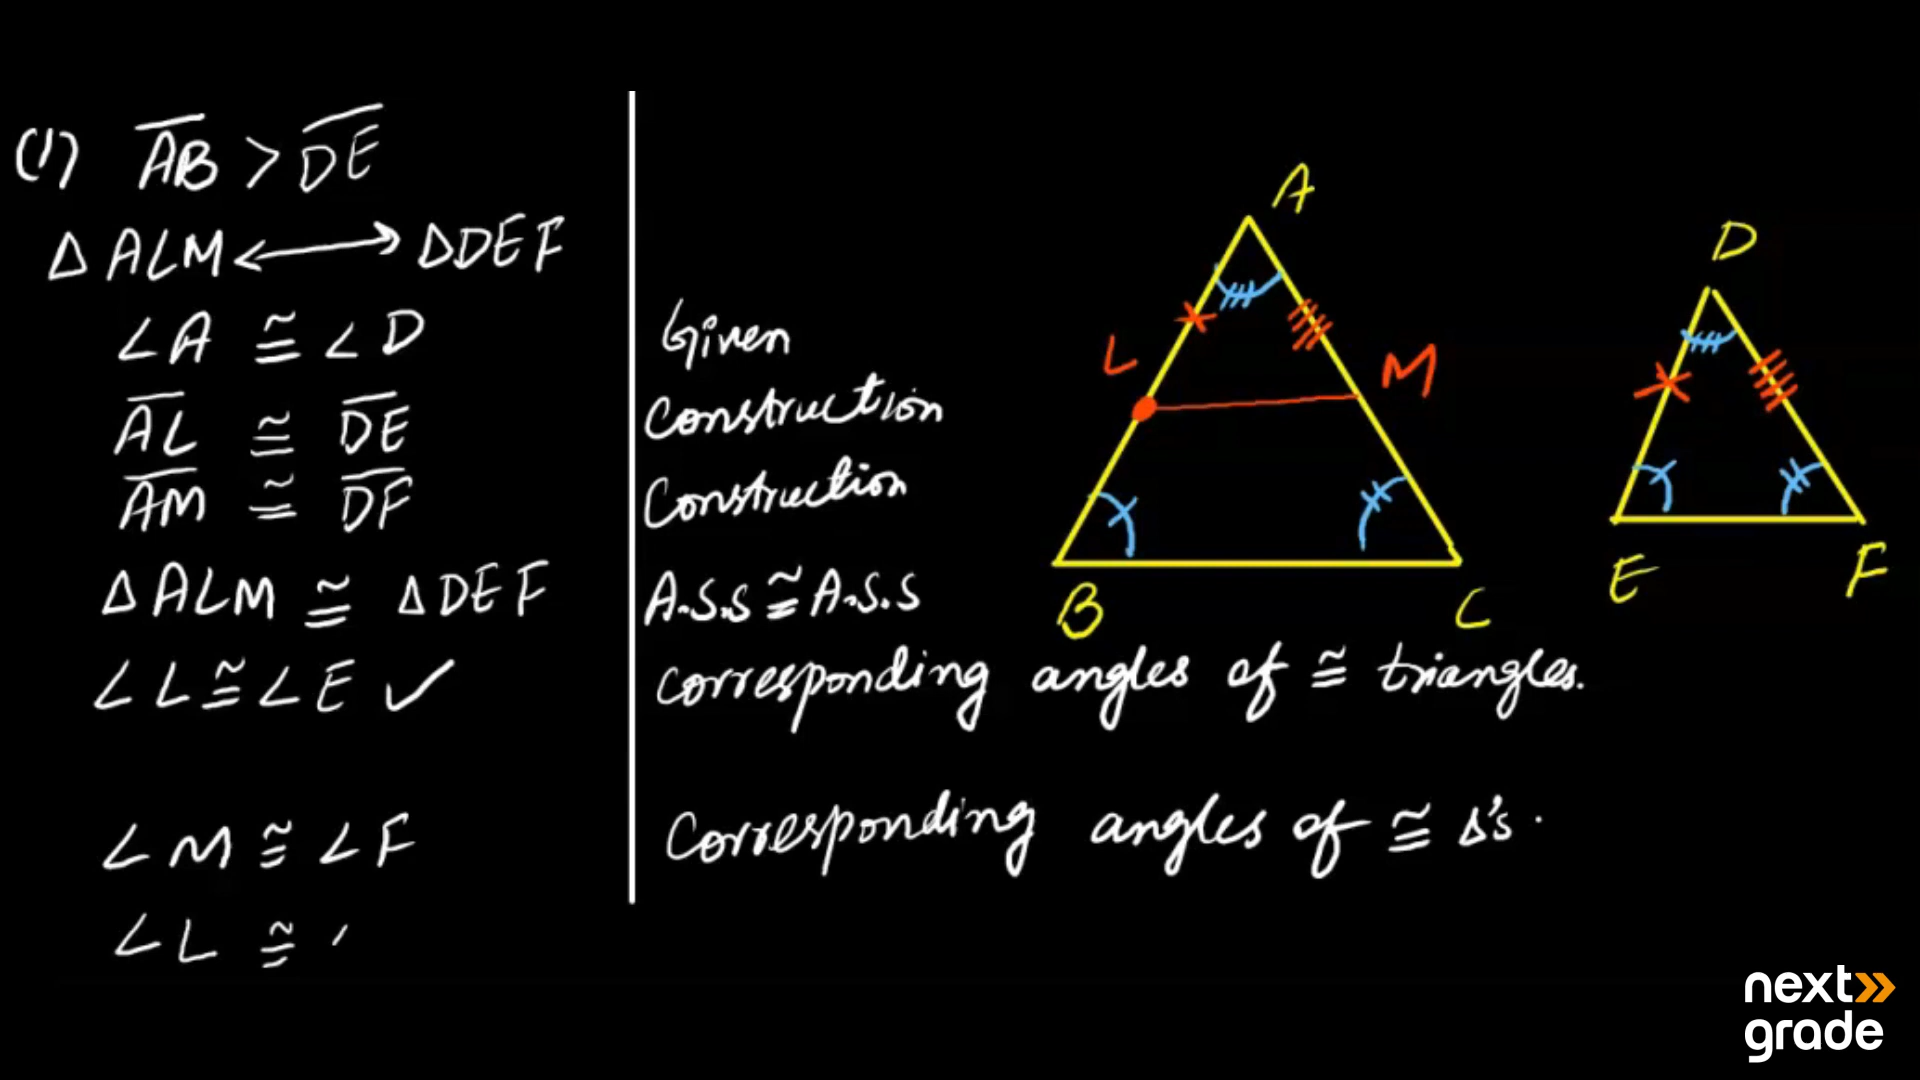 (1) AB > DE
Δ ALM ⟷ ΔDEF
∠A ≅ ∠D Given
AL ≅ DE Construction
AM ≅ DF Construction
Δ ALM ≅ Δ DEF A.S.S ≅ A.S.S
∠L ≅ ∠E ✓ Corresponding angles of ≅ triangles.
∠M ≅ ∠F Corresponding angles of ≅ Δ's.
∠L ≅
A
L
M
B
C
D
E
F
next»
grade